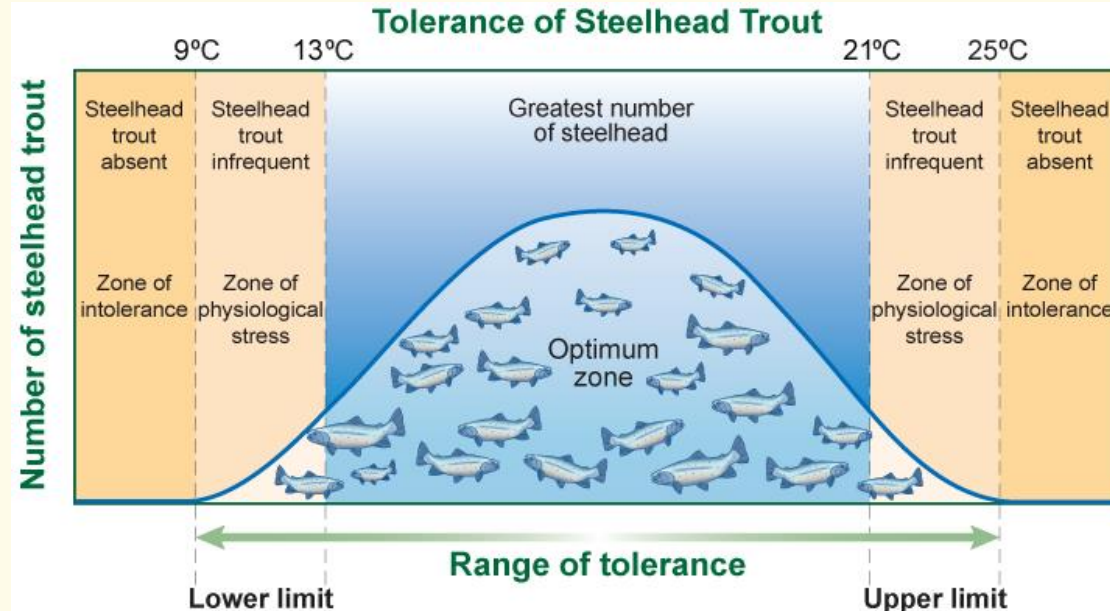 Tolerance of Steelhead Trout
9ºC
13ºC
21ºC
25ºC
Number of steelhead trout
Steelhead
trout
absent
Steelhead
trout
infrequent
Greatest number
of steelhead
Steelhead
trout
infrequent
Steelhead
trout
absent
Zone of
intolerance
Zone of
physiological
stress
Optimum
zone
Zone of
physiological
stress
Zone of
intolerance
Range of tolerance
Lower limit
Upper limit